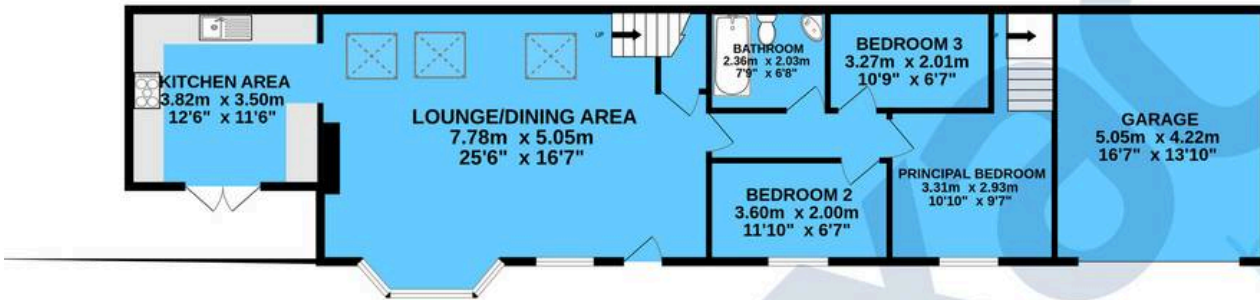 KITCHEN AREA
3.82m x 3.50m
12'6" x 11'6"
LOUNGE/DINING AREA
7.78m x 5.05m
25'6" x 16'7"
UP
BATHROOM
2.36m x 2.03m
7'9" x 6'8"
BEDROOM 3
3.27m x 2.01m
10'9" x 6'7"
BEDROOM 2
3.60m x 2.00m
11'10" x 6'7"
PRINCIPAL BEDROOM
3.31m x 2.93m
10'10" x 9'7"
GARAGE
5.05m x 4.22m
16'7" x 13'10"